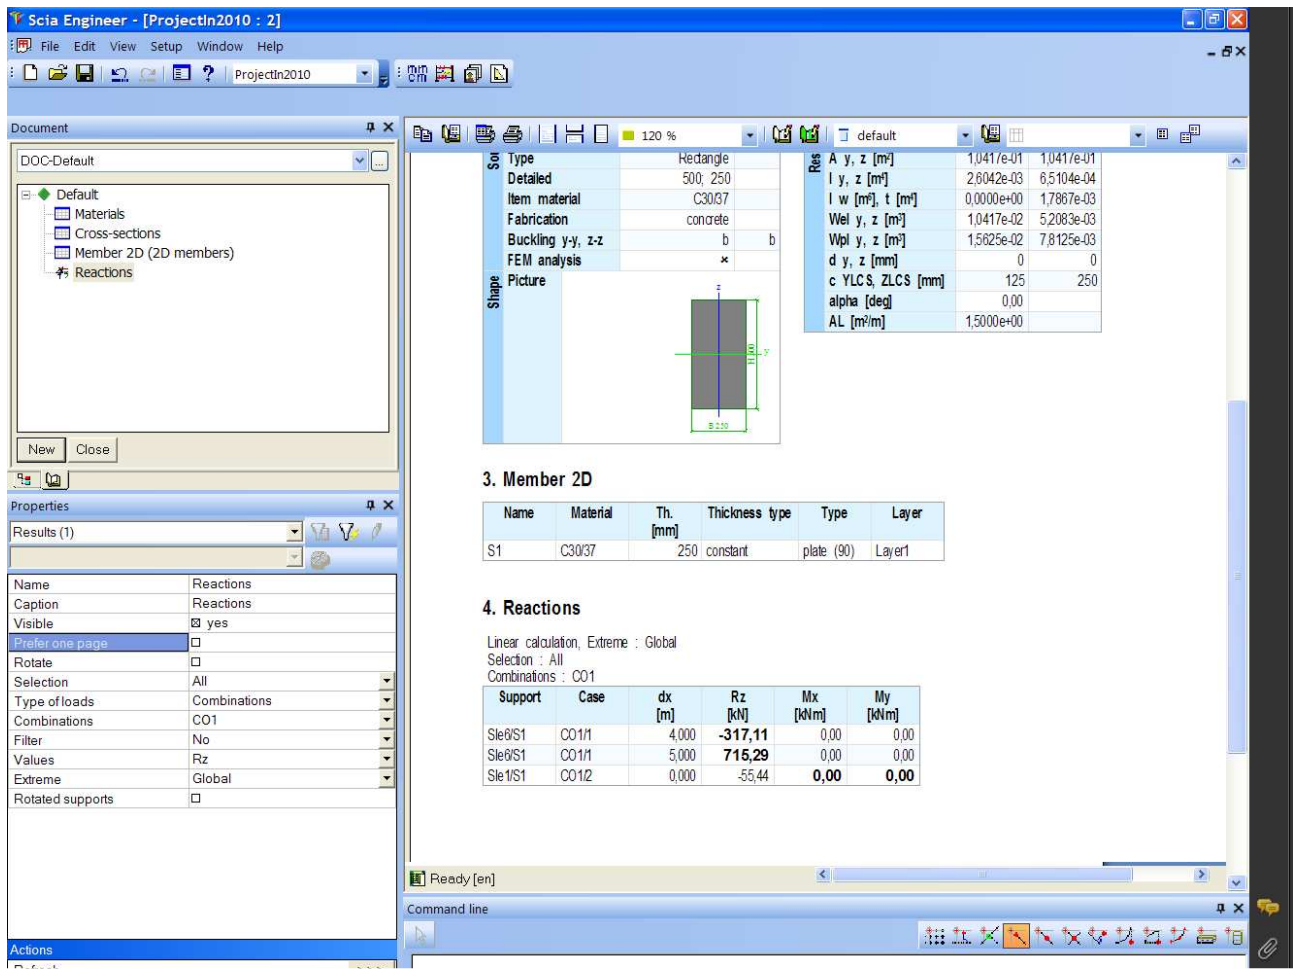 Scia Engineer - [ProjectIn2010 : 2]
File Edit View Setup Window Help
ProjectIn2010
Document
DOC-Default
...
Default
Materials
Cross-sections
Member 2D (2D members)
Reactions
New Close
Properties
Results (1)
Name Reactions
Caption Reactions
Visible yes
Prefer one page
Rotate
Selection All
Type of loads Combinations
Combinations CO1
Filter No
Values Rz
Extreme Global
Rotated supports
Actions
Refresh >>>
120 % default
Type Rectangle
Detailed 500; 250
Item material C30/37
Fabrication concrete
Buckling y-y, z-z b b
FEM analysis
Shape
Picture
z
y
H 500
B 250
A y, z [m²] 1,0417e-01 1,0417e-01
I y, z [m⁴] 2,6042e-03 6,5104e-04
I w [m⁶], t [m⁴] 0,0000e+00 1,7867e-03
Wel y, z [m³] 1,0417e-02 5,2083e-03
Wpl y, z [m³] 1,5625e-02 7,8125e-03
d y, z [mm] 0 0
c YLCS, ZLCS [mm] 125 250
alpha [deg] 0,00
AL [m²/m] 1,5000e+00
3. Member 2D
Name Material Th. [mm] Thickness type Type Layer
S1 C30/37 250 constant plate (90) Layer1
4. Reactions
Linear calculation, Extreme : Global
Selection : All
Combinations : CO1
Support Case dx [m] Rz [kN] Mx [kNm] My [kNm]
Sle6/S1 CO1/1 4,000 -317,11 0,00 0,00
Sle6/S1 CO1/1 5,000 715,29 0,00 0,00
Sle1/S1 CO1/2 0,000 -55,44 0,00 0,00
Ready [en]
Command line